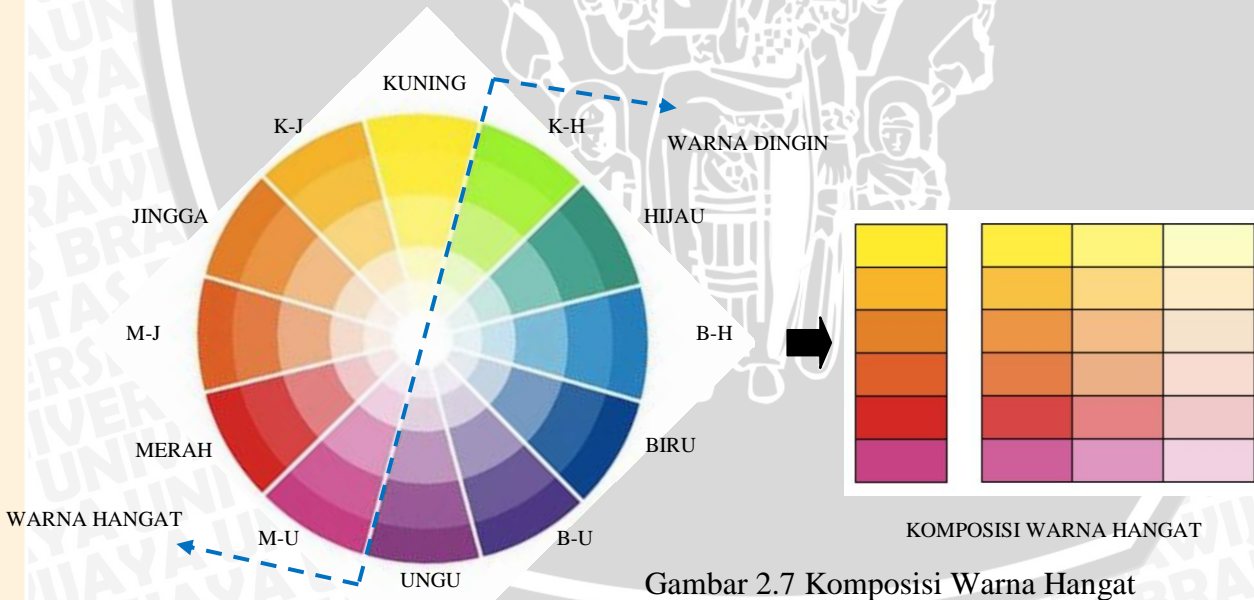 KUNING
K-J
K-H
WARNA DINGIN
JINGGA
HIJAU
M-J
B-H
MERAH
BIRU
WARNA HANGAT
M-U
B-U
UNGU
KOMPOSISI WARNA HANGAT
Gambar 2.7 Komposisi Warna Hangat